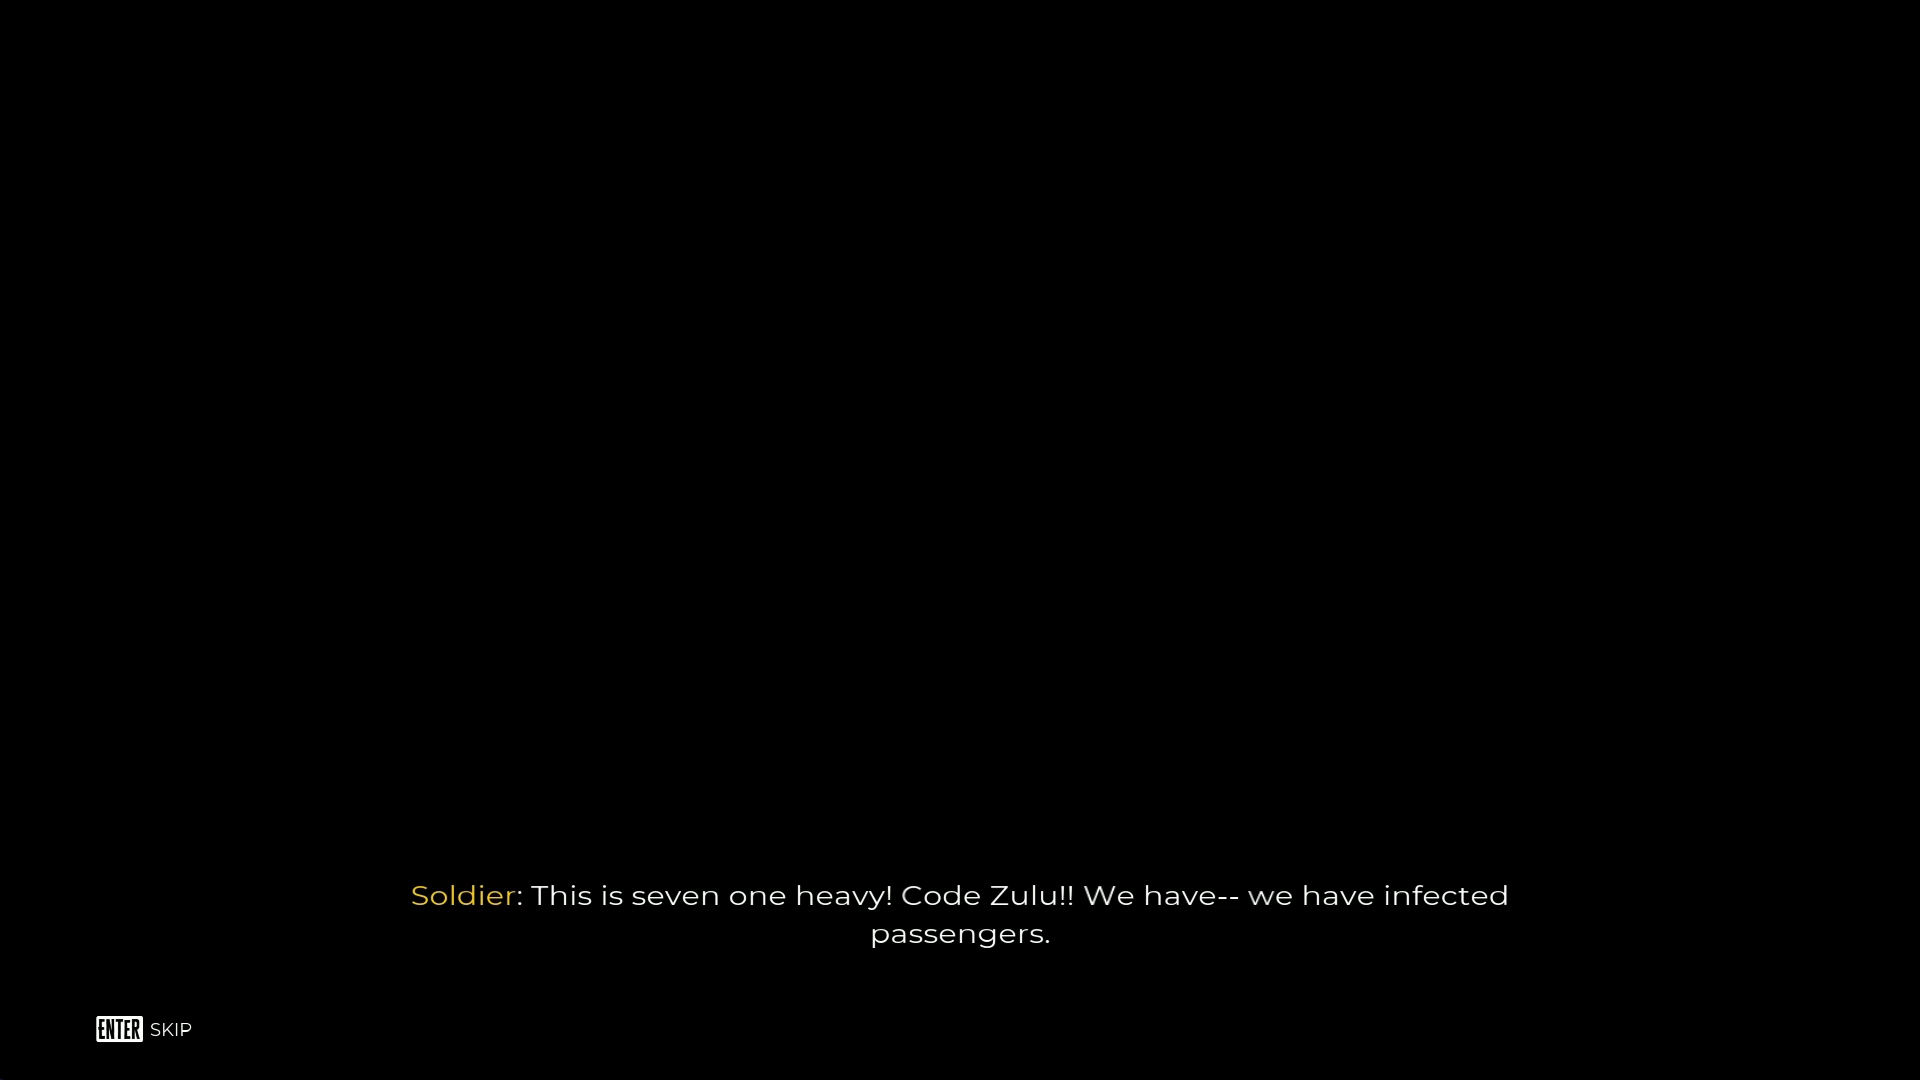 Soldier: This is seven one heavy! Code Zulu!! We have-- we have infected
passengers.
ENTER SKIP